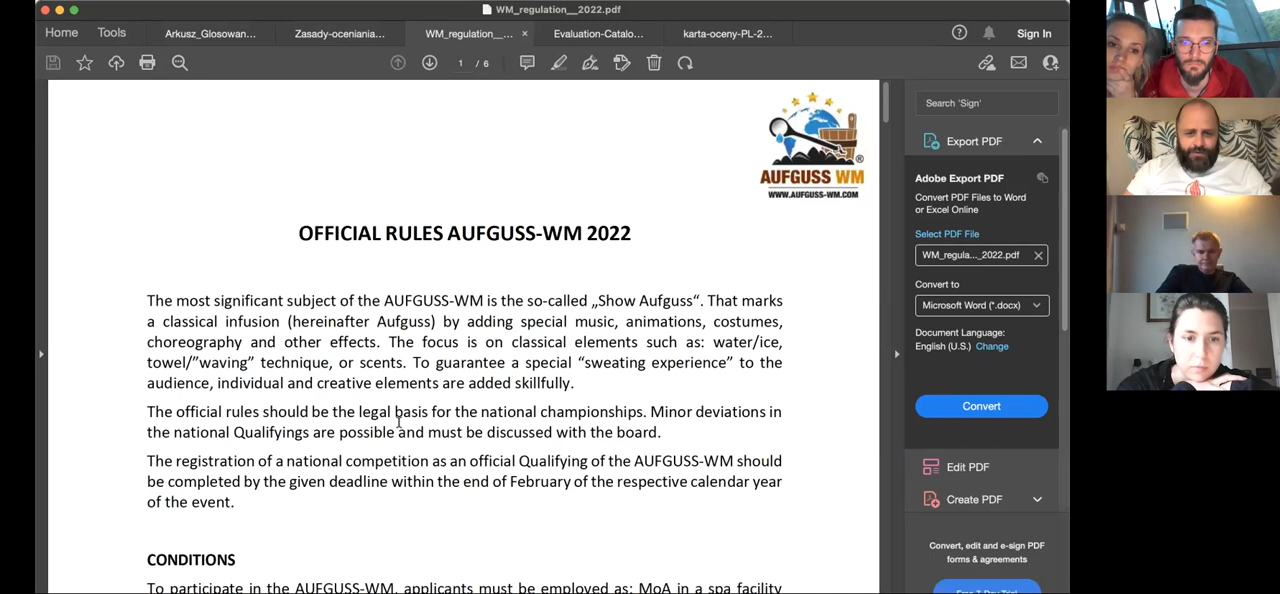 WM_regulation__2022.pdf
Home
Tools
Arkusz_Glosowan...
Zasady-oceniania...
WM_regulation__... ×
Evaluation-Catalo...
karta-oceny-PL-2...
Sign In
1 / 6
Search 'Sign'
Export PDF
Adobe Export PDF
Convert PDF Files to Word
or Excel Online
Select PDF File
WM_regula..._2022.pdf
Convert to
Microsoft Word (*.docx)
Document Language:
English (U.S.) Change
Convert
Edit PDF
Create PDF
Convert, edit and e-sign PDF
forms & agreements
AUFGUSS WM
WWW.AUFGUSS-WM.COM
OFFICIAL RULES AUFGUSS-WM 2022
The most significant subject of the AUFGUSS-WM is the so-called „Show Aufguss“. That marks
a classical infusion (hereinafter Aufguss) by adding special music, animations, costumes,
choreography and other effects. The focus is on classical elements such as: water/ice,
towel/”waving” technique, or scents. To guarantee a special “sweating experience” to the
audience, individual and creative elements are added skillfully.
The official rules should be the legal basis for the national championships. Minor deviations in
the national Qualifyings are possible and must be discussed with the board.
The registration of a national competition as an official Qualifying of the AUFGUSS-WM should
be completed by the given deadline within the end of February of the respective calendar year
of the event.
CONDITIONS
To participate in the AUFGUSS-WM, applicants must be employed as: MoA in a spa facility